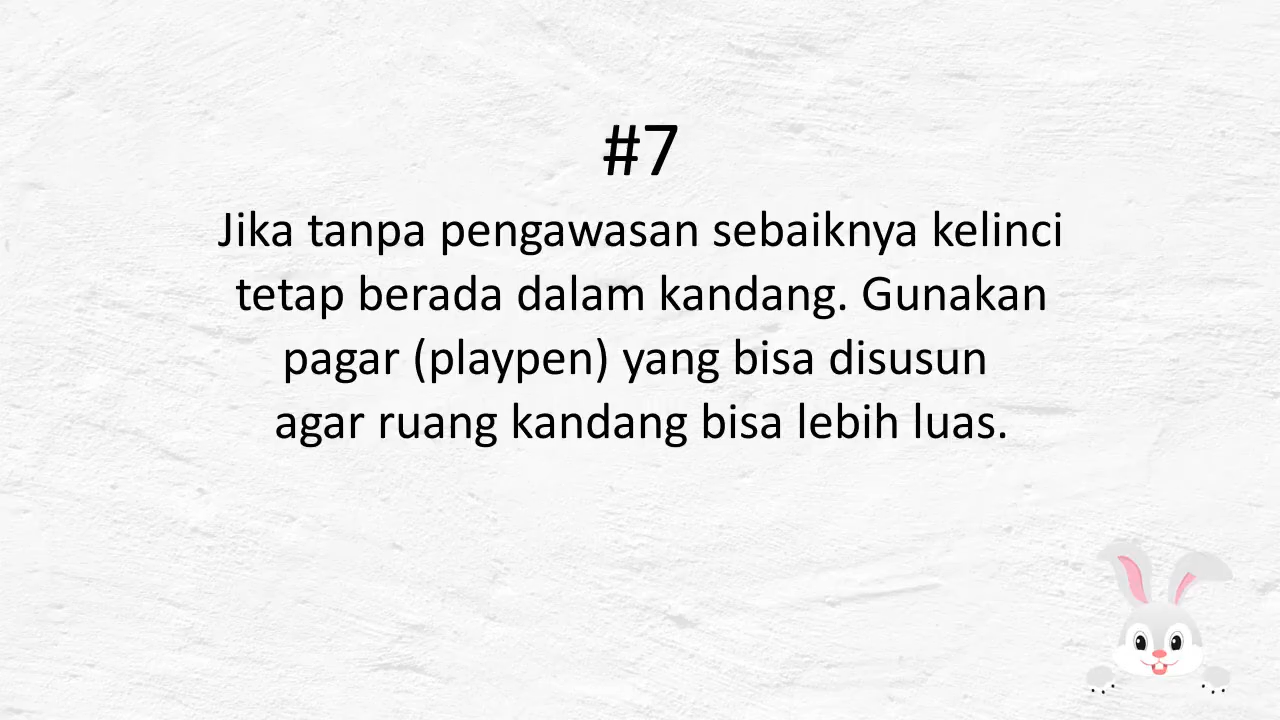 #7
Jika tanpa pengawasan sebaiknya kelinci
tetap berada dalam kandang. Gunakan
pagar (playpen) yang bisa disusun
agar ruang kandang bisa lebih luas.